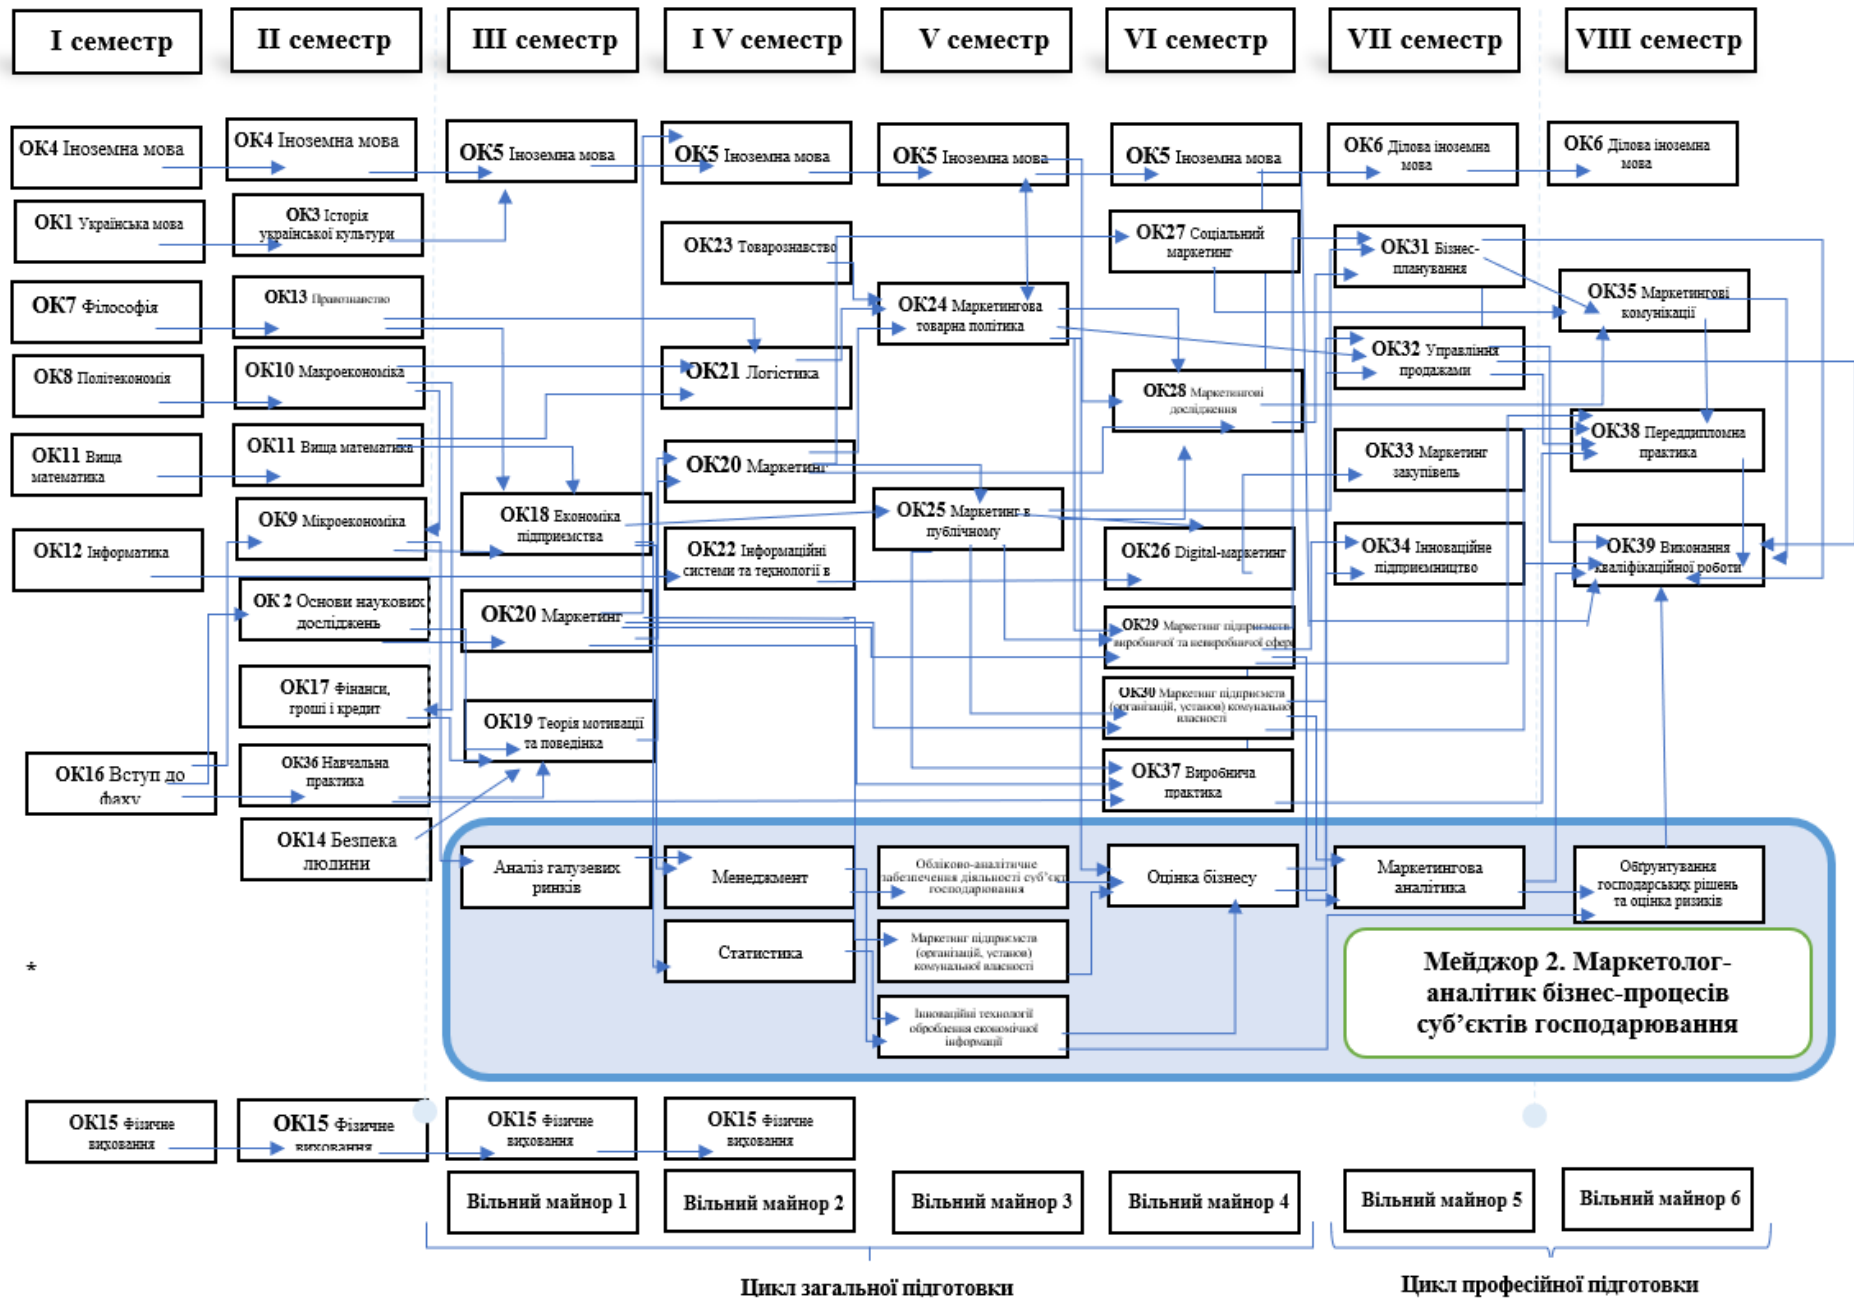 I семестр
II семестр
III семестр
I V семестр
V семестр
VI семестр
VII семестр
VIII семестр
ОК4 Іноземна мова
ОК4 Іноземна мова
ОК5 Іноземна мова
ОК5 Іноземна мова
ОК5 Іноземна мова
ОК5 Іноземна мова
ОК6 Ділова іноземна
мова
ОК6 Ділова іноземна
мова
ОК1 Українська мова
ОК3 Історія
української культури
ОК23 Товарознавство
ОК27 Соціальний
маркетинг
ОК31 Бізнес-
планування
ОК7 Філософія
ОК13 Правознавство
ОК24 Маркетингова
товарна політика
ОК35 Маркетингові
комунікації
ОК8 Політекономія
ОК10 Макроекономіка
ОК21 Логістика
ОК28 Маркетингові
дослідження
ОК32 Управління
продажами
ОК11 Вища
математика
ОК11 Вища математика
ОК20 Маркетинг
ОК33 Маркетинг
закупівель
ОК38 Переддипломна
практика
ОК12 Інформатика
ОК9 Мікроекономіка
ОК18 Економіка
підприємства
ОК22 Інформаційні
системи та технології в
ОК25 Маркетинг в
публічному
ОК26 Digital-маркетинг
ОК34 Інноваційне
підприємництво
ОК39 Виконання
кваліфікаційної роботи
ОК 2 Основи наукових
досліджень
ОК20 Маркетинг
ОК29 Маркетинг підприємств
виробничої та невиробничої сфер
ОК17 Фінанси,
гроші і кредит
ОК19 Теорія мотивації
та поведінка
ОК30 Маркетинг підприємств
(організацій, установ) комунальної
власності
ОК16 Вступ до
фаху
ОК36 Навчальна
практика
ОК37 Виробнича
практика
ОК14 Безпека
людини
Аналіз галузевих
ринків
Менеджмент
Обліково-аналітичне
забезпечення діяльності суб’єкт
господарювання
Оцінка бізнесу
Маркетингова
аналітика
Обґрунтування
господарських рішень
та оцінка ризиків
Статистика
Маркетинг підприємств
(організацій, установ)
комунальної власності
Інноваційні технології
оброблення економічної
інформації
Мейджор 2. Маркетолог-
аналітик бізнес-процесів
суб’єктів господарювання
*
ОК15 Фізичне
виховання
ОК15 Фізичне
виховання
ОК15 Фізичне
виховання
ОК15 Фізичне
виховання
Вільний майнор 1
Вільний майнор 2
Вільний майнор 3
Вільний майнор 4
Вільний майнор 5
Вільний майнор 6
Цикл загальної підготовки
Цикл професійної підготовки